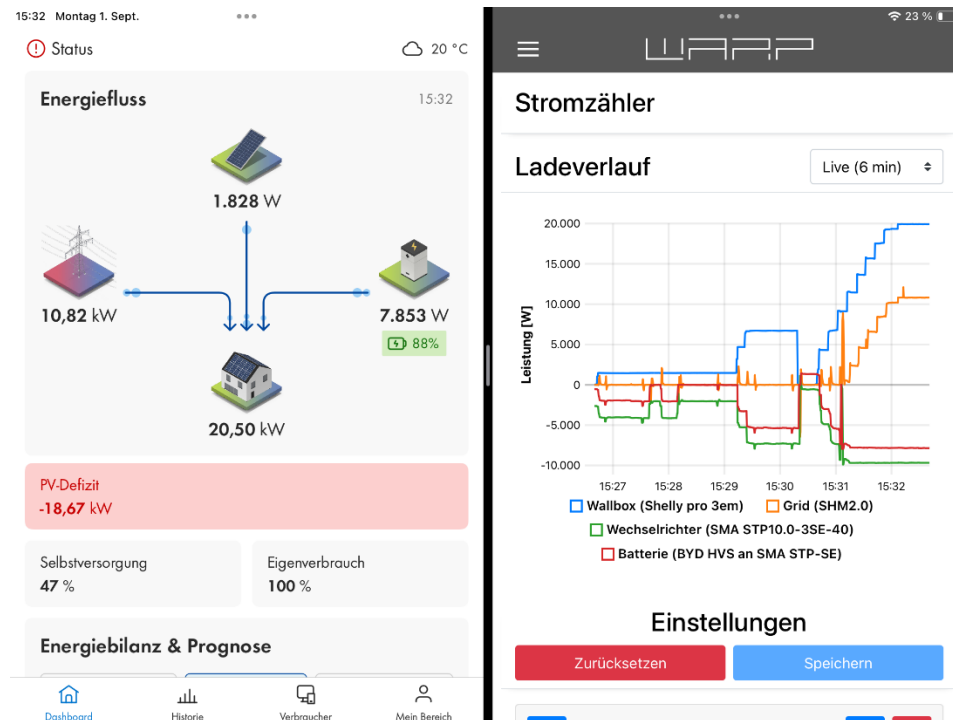 15:32 Montag 1. Sept.
Status
20 °C
Energiefluss
15:32
1.828 W
10,82 kW
7.853 W
88%
20,50 kW
PV-Defizit
-18,67 kW
Selbstversorgung
47 %
Eigenverbrauch
100 %
Energiebilanz & Prognose
Dashboard
Historie
Verbraucher
Mein Bereich
23 %
WARP
Stromzähler
Ladeverlauf
Live (6 min)
Leistung [W]
20.000
15.000
10.000
5.000
0
-5.000
-10.000
15:27 15:28 15:29 15:30 15:31 15:32
Wallbox (Shelly pro 3em) Grid (SHM2.0)
Wechselrichter (SMA STP10.0-3SE-40)
Batterie (BYD HVS an SMA STP-SE)
Einstellungen
Zurücksetzen
Speichern